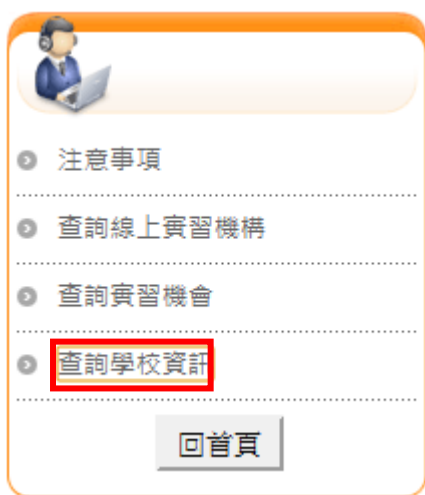 注意事項
查詢線上實習機構
查詢實習機會
查詢學校資訊
回首頁